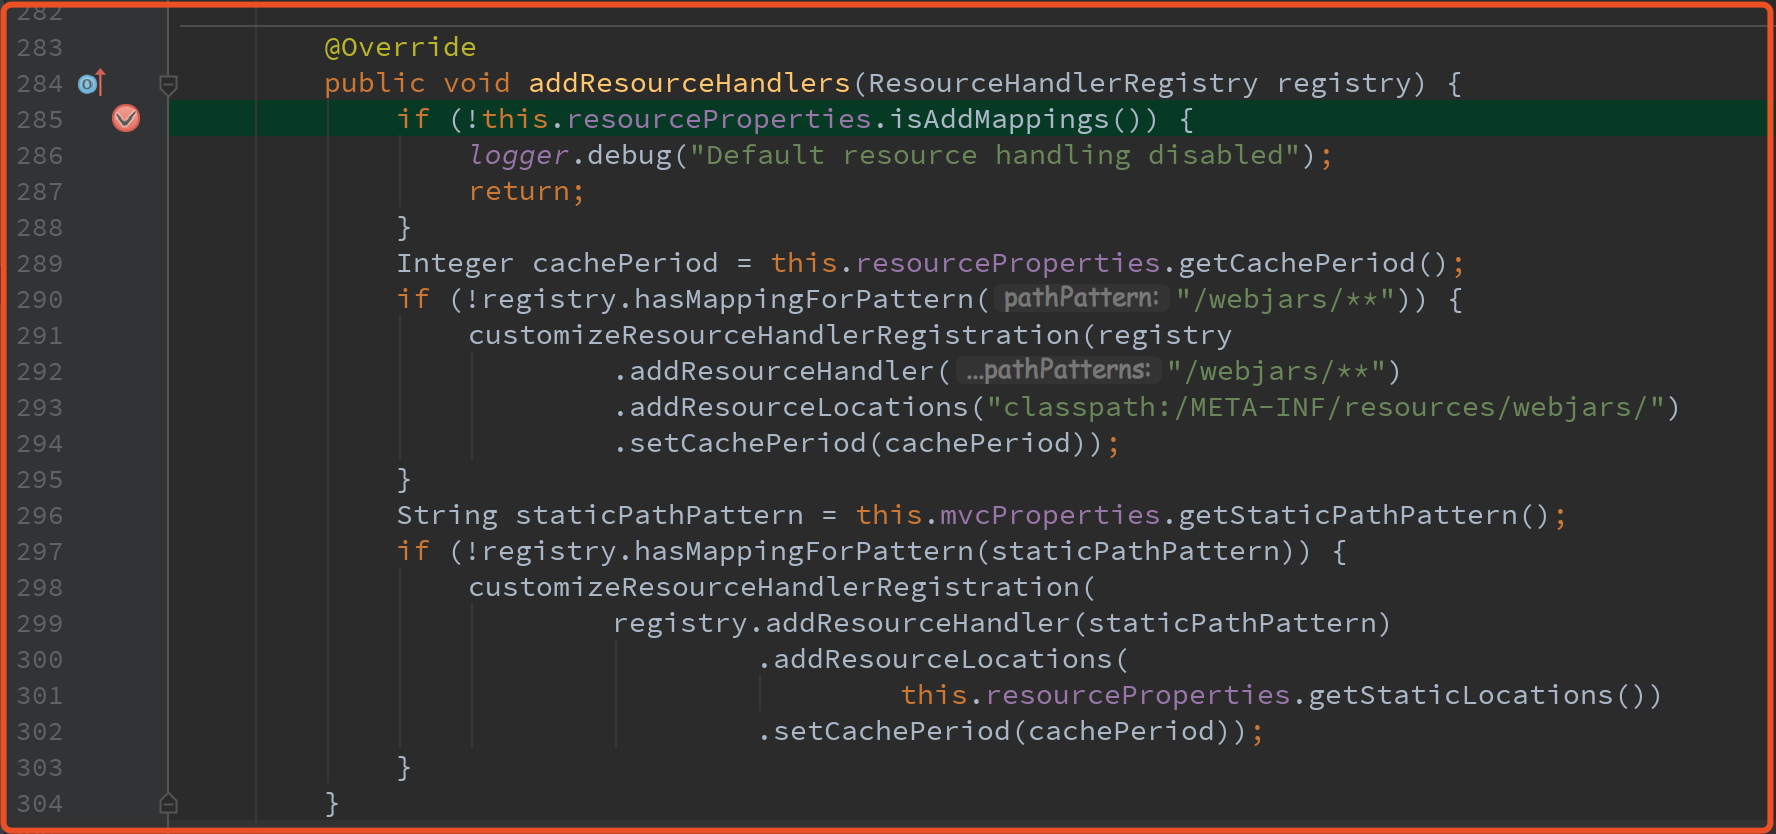 282
283 @Override
284 public void addResourceHandlers(ResourceHandlerRegistry registry) {
285 if (!this.resourceProperties.isAddMappings()) {
286 logger.debug("Default resource handling disabled");
287 return;
288 }
289 Integer cachePeriod = this.resourceProperties.getCachePeriod();
290 if (!registry.hasMappingForPattern( pathPattern: "/webjars/**")) {
291 customizeResourceHandlerRegistration(registry
292 .addResourceHandler( ...pathPatterns: "/webjars/**")
293 .addResourceLocations("classpath:/META-INF/resources/webjars/")
294 .setCachePeriod(cachePeriod));
295 }
296 String staticPathPattern = this.mvcProperties.getStaticPathPattern();
297 if (!registry.hasMappingForPattern(staticPathPattern)) {
298 customizeResourceHandlerRegistration(
299 registry.addResourceHandler(staticPathPattern)
300 .addResourceLocations(
301 this.resourceProperties.getStaticLocations())
302 .setCachePeriod(cachePeriod));
303 }
304 }